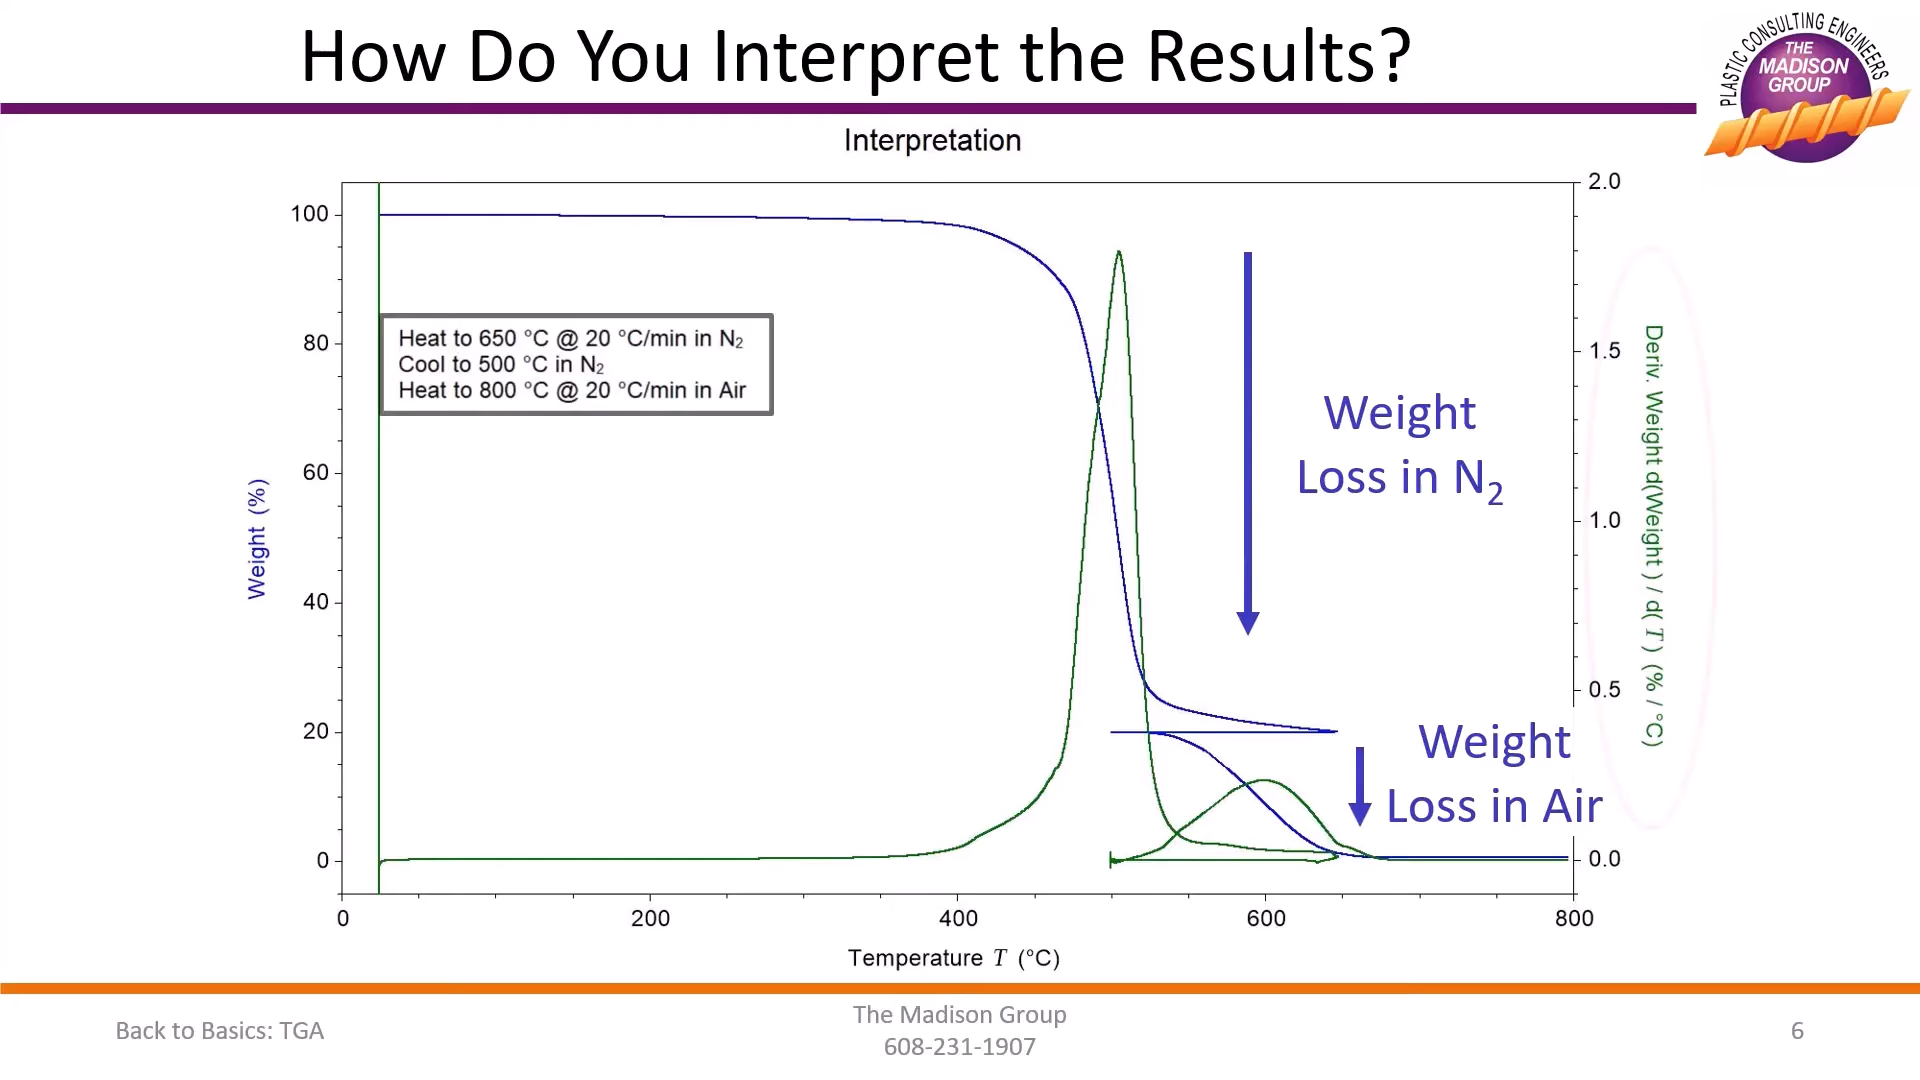 How Do You Interpret the Results?
PLASTIC CONSULTING ENGINEERS
THE
MADISON
GROUP
Interpretation
2.0
100
Heat to 650 °C @ 20 °C/min in N₂
Cool to 500 °C in N₂
Heat to 800 °C @ 20 °C/min in Air
80
1.5
Weight
Loss in N₂
60
1.0
Weight (%)
Deriv. Weight d(Weight ) / d( T ) (% / °C)
40
0.5
20
Weight
Loss in Air
0
0.0
0
200
400
600
800
Temperature T (°C)
Back to Basics: TGA
The Madison Group
608-231-1907
6